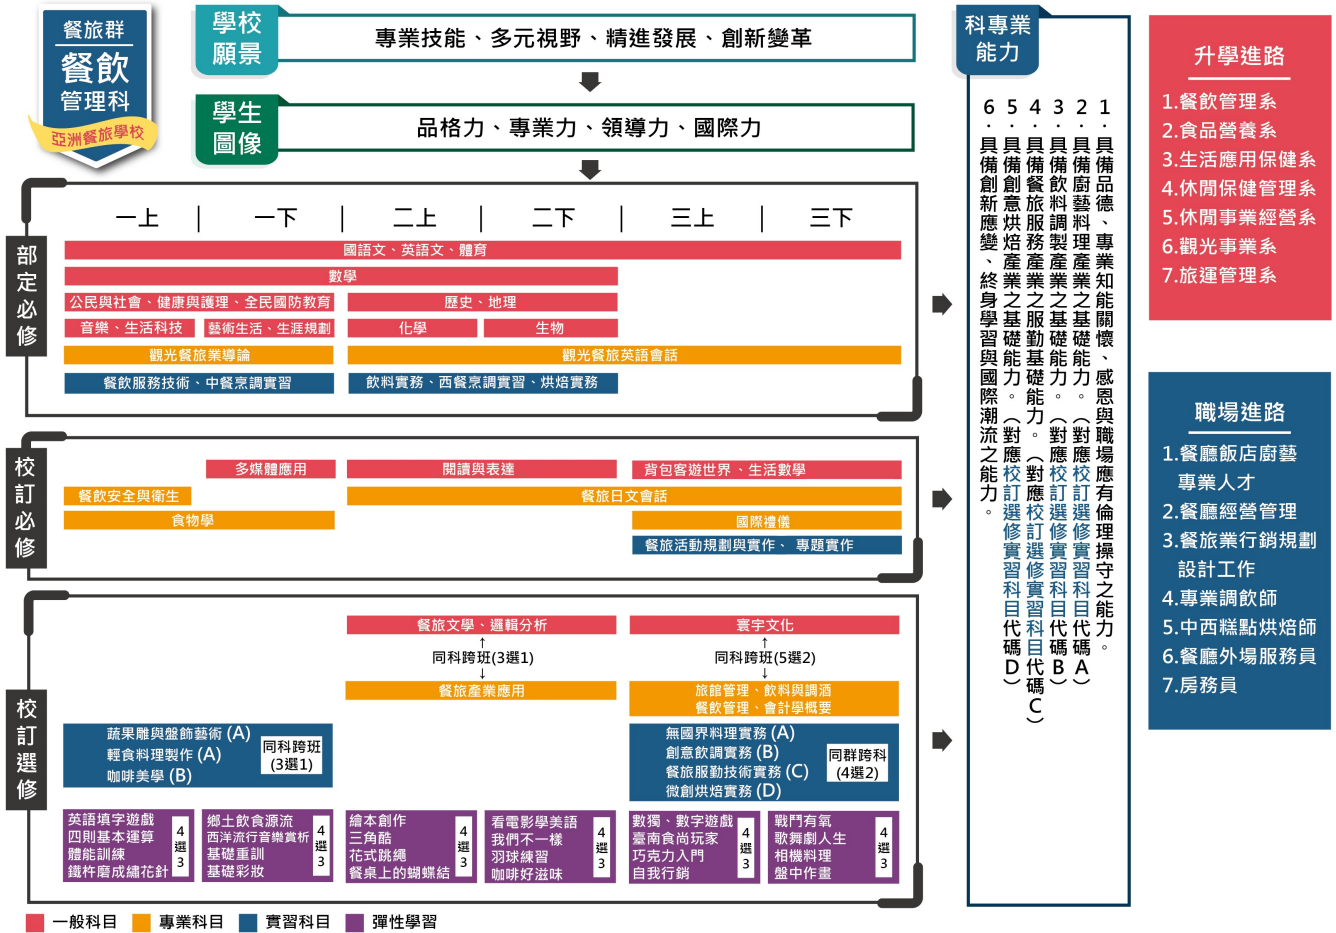 餐旅群
餐飲
管理科
亞洲餐旅學校
學校
願景
專業技能、多元視野、精進發展、創新變革
學生
圖像
品格力、專業力、領導力、國際力
部定必修
一上 | 一下 | 二上 | 二下 | 三上 | 三下
國語文、英語文、體育
數學
公民與社會、健康與護理、全民國防教育
歷史、地理
音樂、生活科技
藝術生活、生涯規劃
化學
生物
觀光餐旅業導論
觀光餐旅英語會話
餐飲服務技術、中餐烹調實習
飲料實務、西餐烹調實習、烘焙實務
校訂必修
多媒體應用
閱讀與表達
背包客遊世界、生活數學
餐飲安全與衛生
餐旅日文會話
食物學
國際禮儀
餐旅活動規劃與實作、 專題實作
校訂選修
餐旅文學、邏輯分析
↑
同科跨班(3選1)
↓
餐旅產業應用
寰宇文化
↑
同科跨班(5選2)
↓
旅館管理、飲料與調酒
餐飲管理、會計學概要
蔬果雕與盤飾藝術 (A)
輕食料理製作 (A)
咖啡美學 (B)
同科跨班
(3選1)
無國界料理實務 (A)
創意飲調實務 (B)
餐旅服勤技術實務 (C)
微創烘焙實務 (D)
同群跨科
(4選2)
英語填字遊戲
四則基本運算
體能訓練
鐵杵磨成繡花針
4選3
鄉土飲食源流
西洋流行音樂賞析
基礎重訓
基礎彩妝
4選3
繪本創作
三角酷
花式跳繩
餐桌上的蝴蝶結
4選3
看電影學美語
我們不一樣
羽球練習
咖啡好滋味
4選3
數獨、數字遊戲
臺南食尚玩家
巧克力入門
自我行銷
4選3
戰鬥有氧
歌舞劇人生
相機料理
盤中作畫
4選3
一般科目
專業科目
實習科目
彈性學習
科專業
能力
1.具備品德、專業知能關懷、感恩與職場應有倫理操守之能力。
2.具備廚藝料理產業之基礎能力。(對應校訂選修實習科目代碼A)
3.具備飲料調製產業之基礎能力。(對應校訂選修實習科目代碼B)
4.具備餐旅服務產業之服勤基礎能力。(對應校訂選修實習科目代碼C)
5.具備創意烘焙產業之基礎能力。(對應校訂選修實習科目代碼D)
6.具備創新應變、終身學習與國際潮流之能力。
升學進路
1.餐飲管理系
2.食品營養系
3.生活應用保健系
4.休閒保健管理系
5.休閒事業經營系
6.觀光事業系
7.旅運管理系
職場進路
1.餐廳飯店廚藝
專業人才
2.餐廳經營管理
3.餐旅業行銷規劃
設計工作
4.專業調飲師
5.中西糕點烘焙師
6.餐廳外場服務員
7.房務員